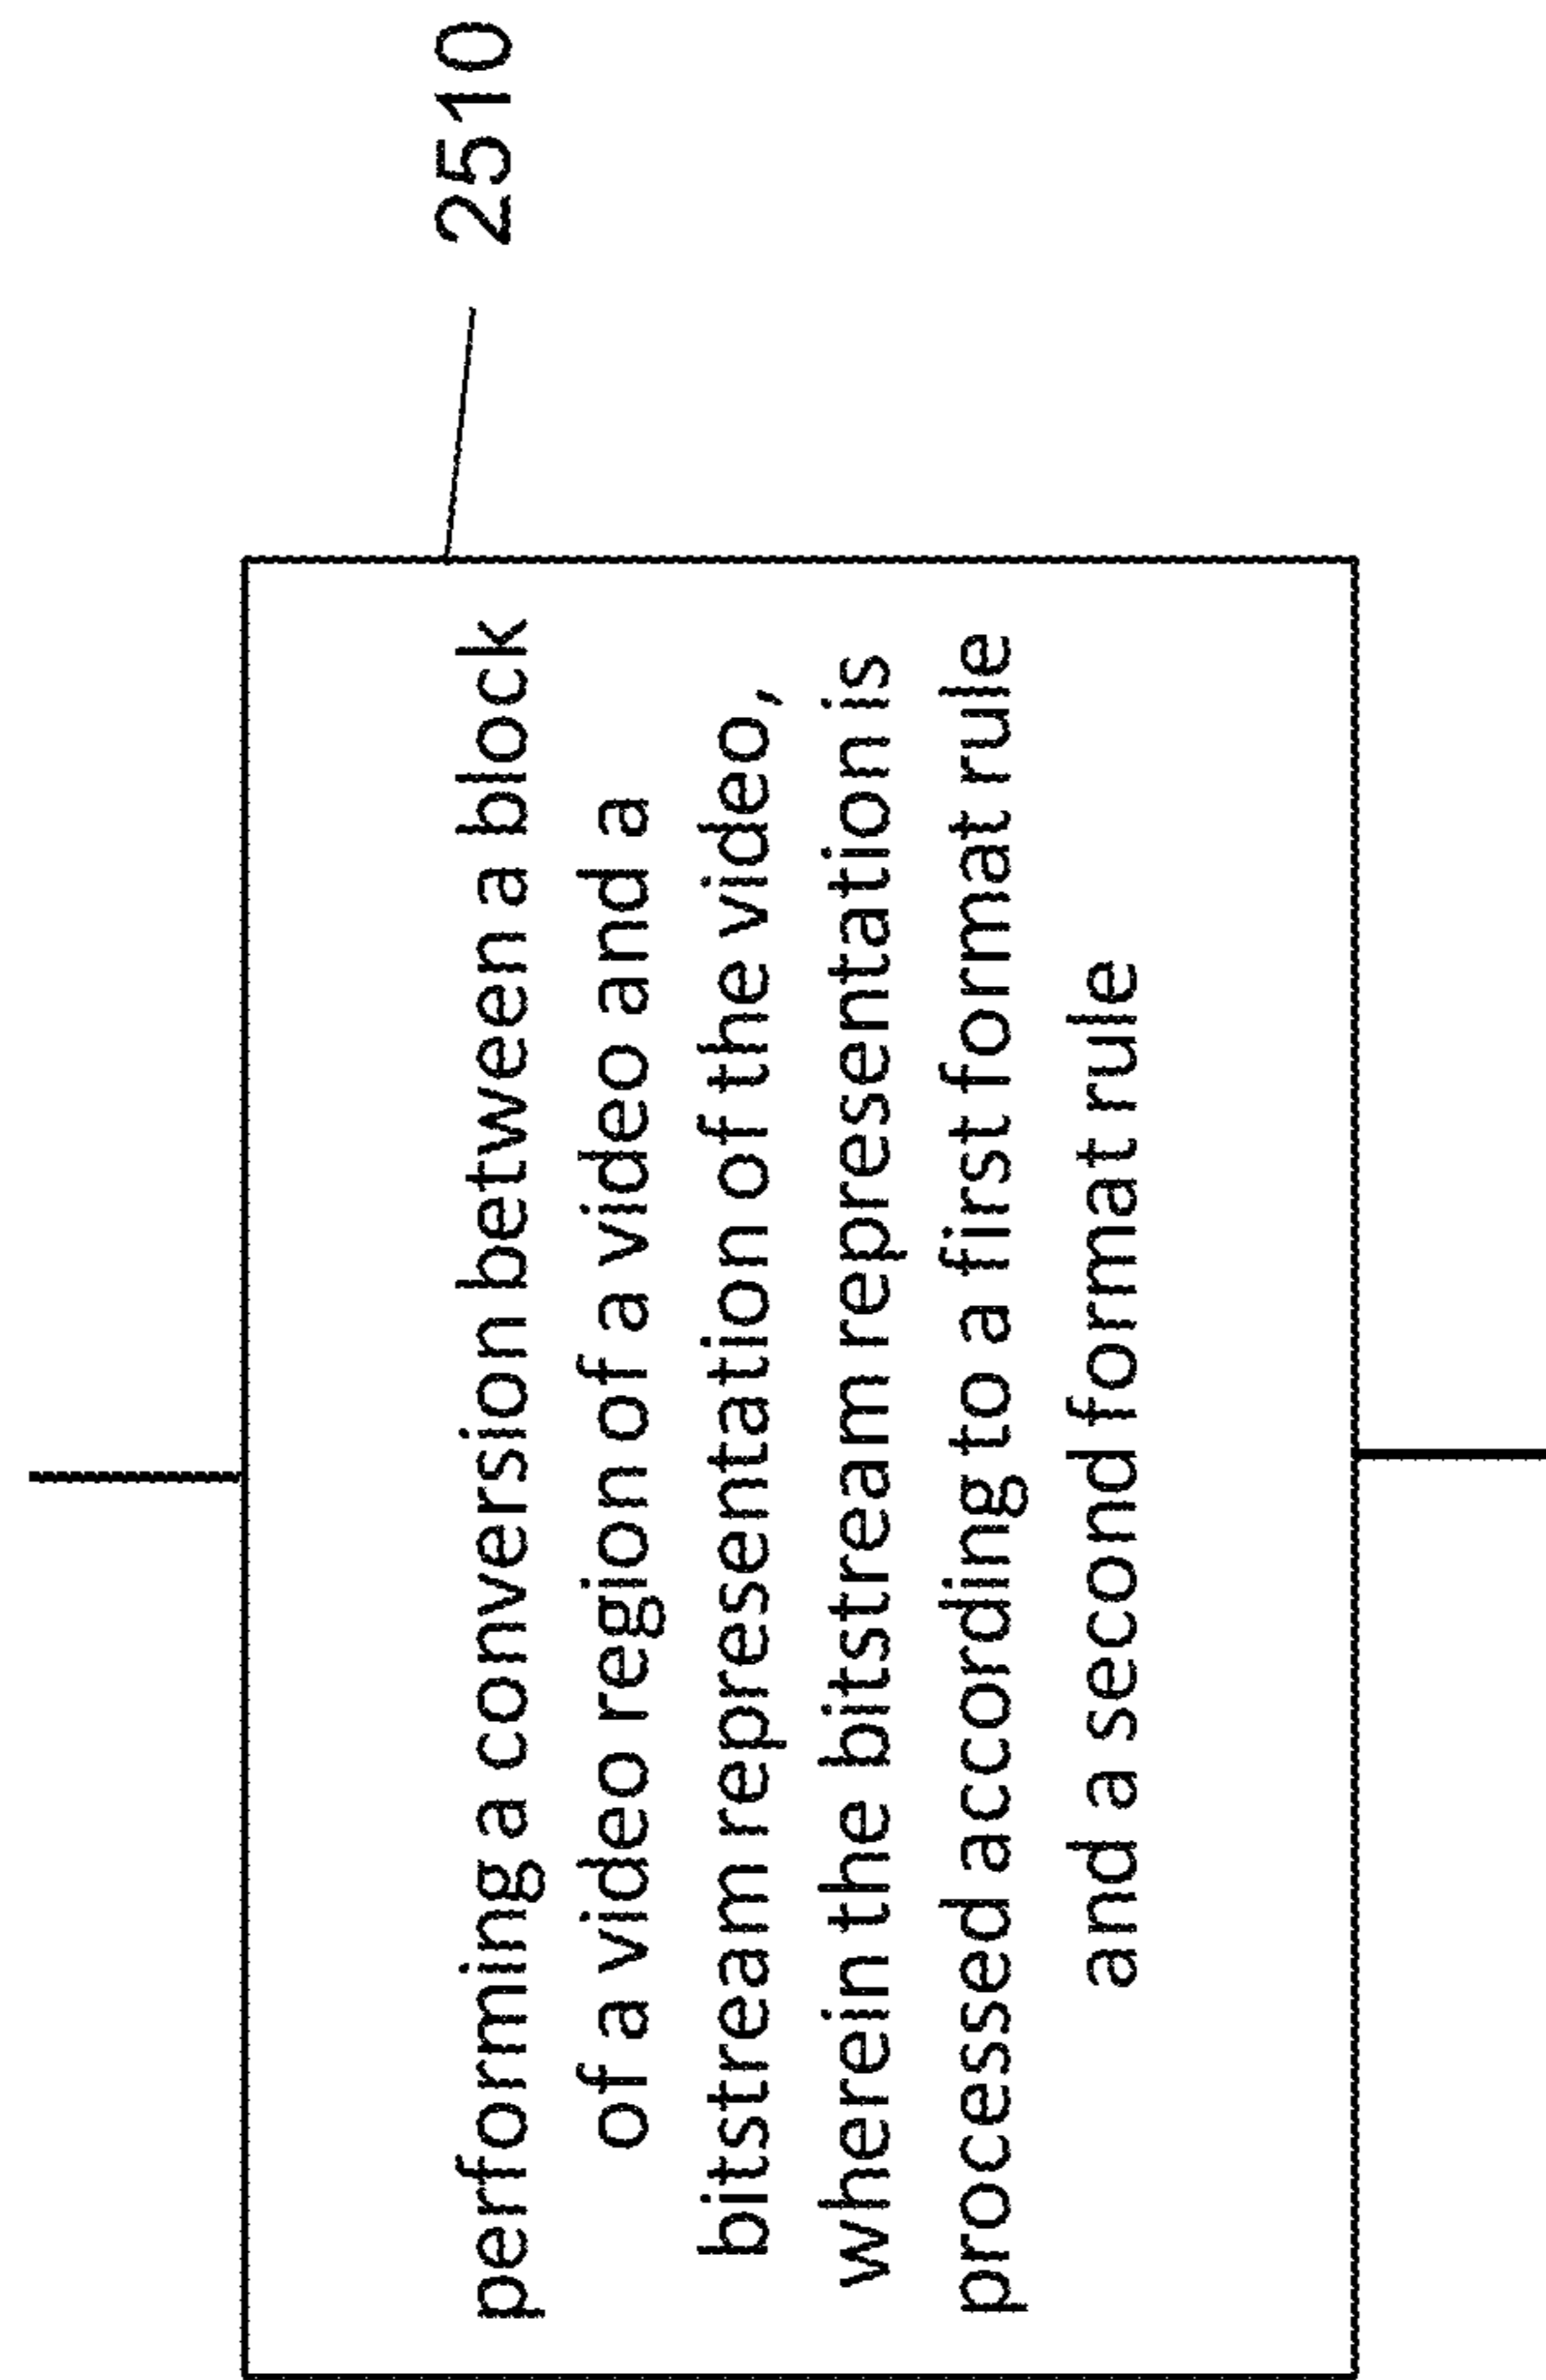 performing a conversion between a block
of a video region of a video and a
bitstream representation of the video,
wherein the bitstream representation is
processed according to a first format rule
and a second format rule
2510